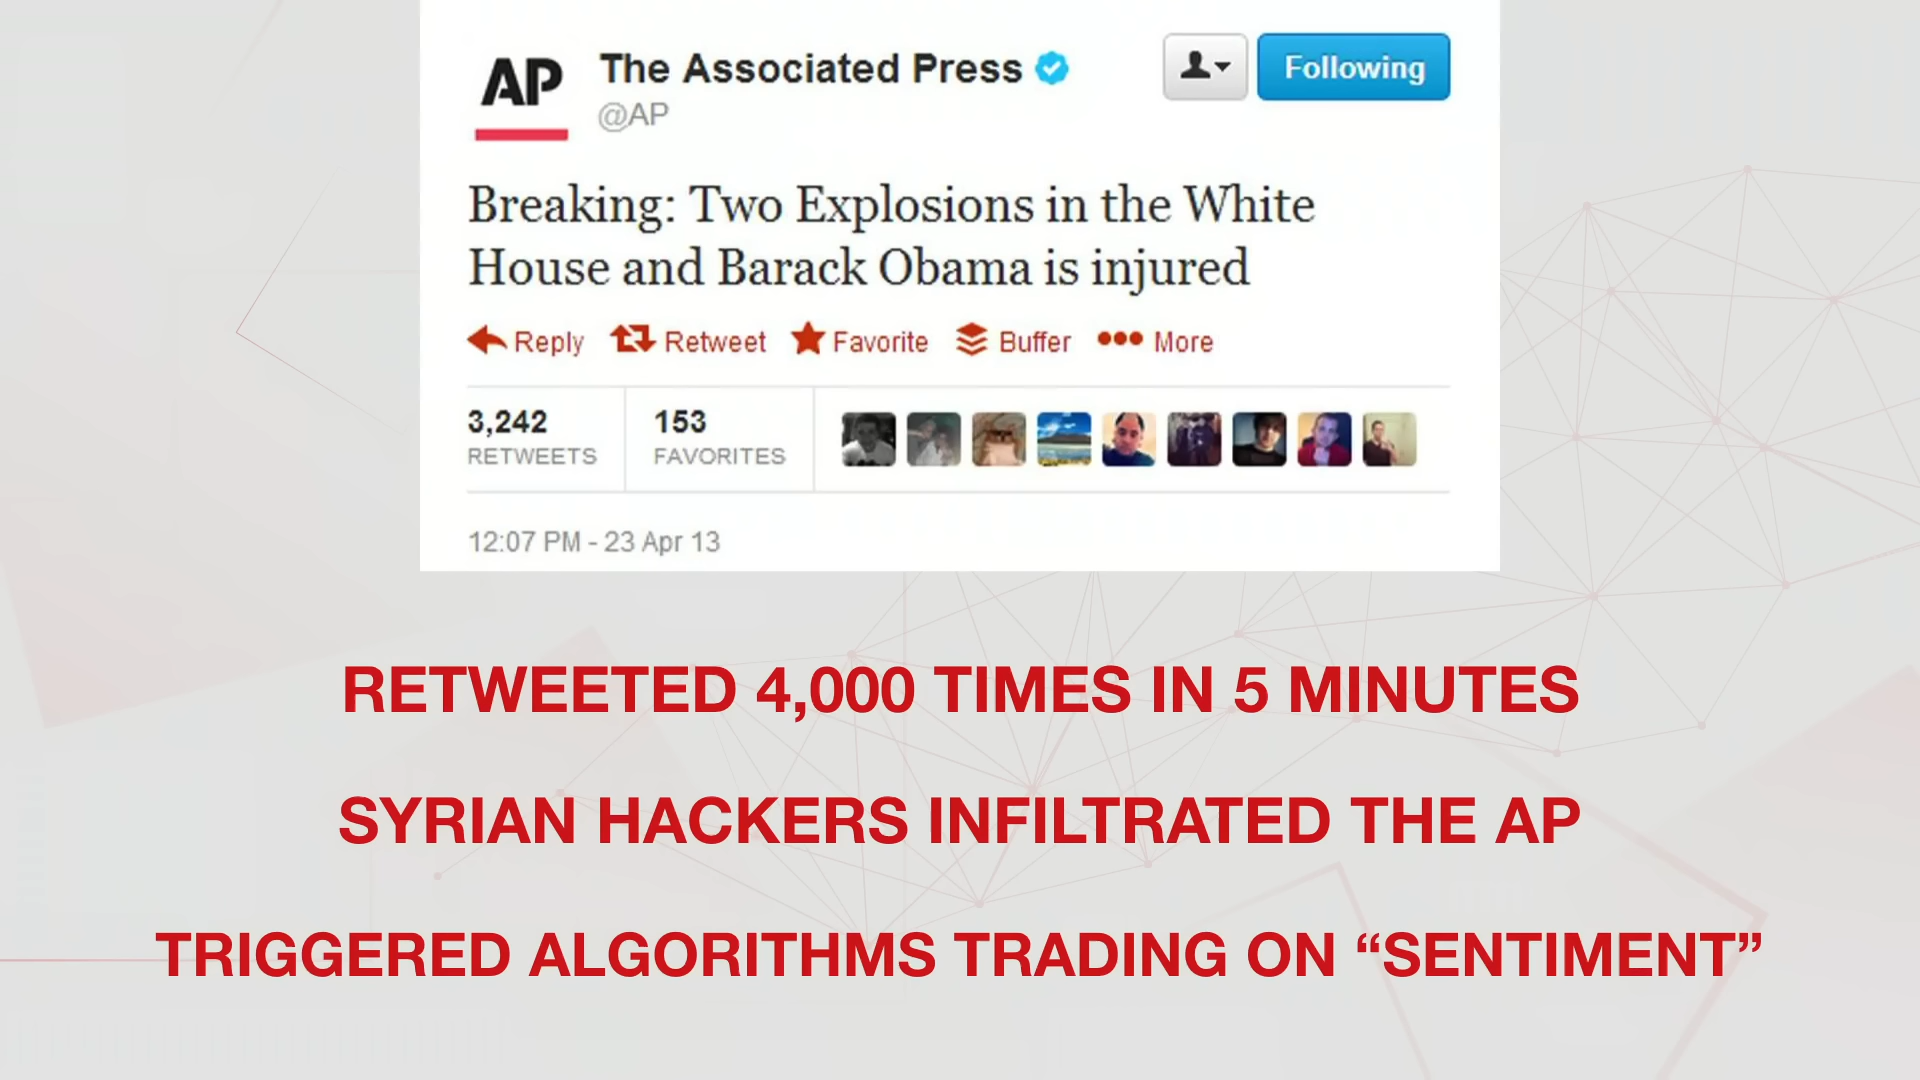 AP
The Associated Press
Following
@AP
Breaking: Two Explosions in the White
House and Barack Obama is injured
Reply Retweet Favorite Buffer More
3,242 153
RETWEETS FAVORITES
12:07 PM - 23 Apr 13
RETWEETED 4,000 TIMES IN 5 MINUTES
SYRIAN HACKERS INFILTRATED THE AP
TRIGGERED ALGORITHMS TRADING ON “SENTIMENT”